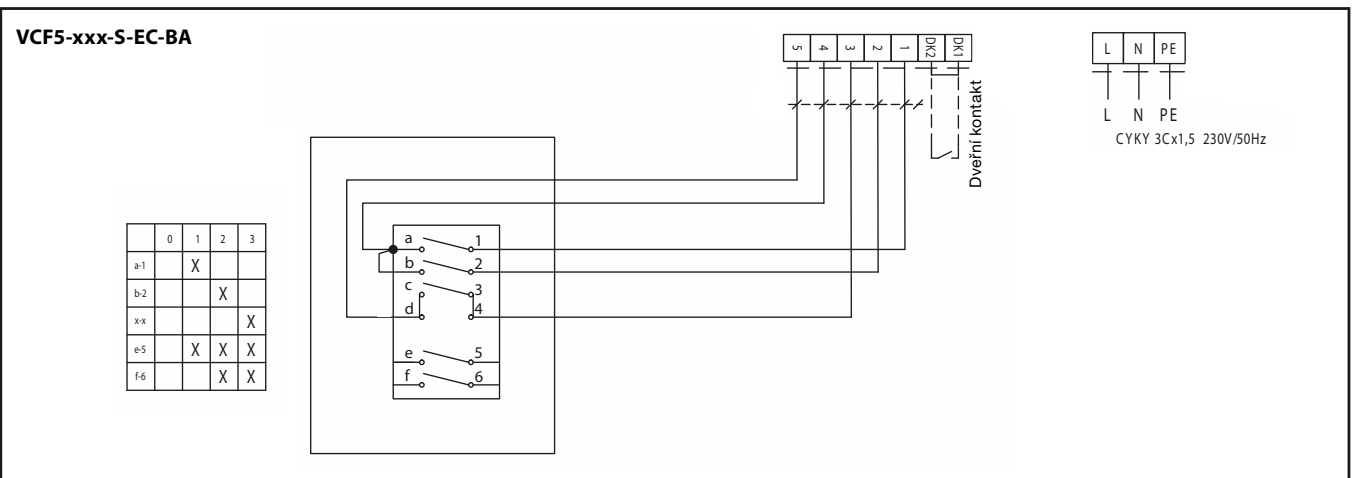 VCF5-xxx-S-EC-BA
5 4 3 2 1 DK2 DK1
L N PE
Dveřní kontakt
L N PE
CYKY 3Cx1,5 230V/50Hz
0 1 2 3
a-1 X
b-2 X
x-x X
e-5 X X X
f-6 X X
a 1
b 2
c 3
d 4
e 5
f 6